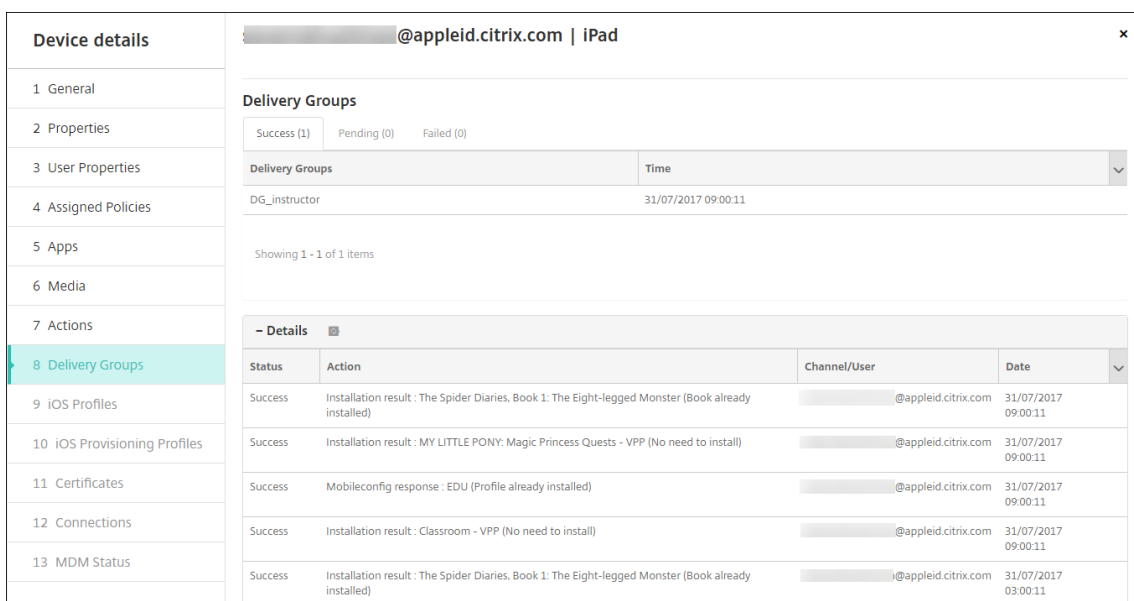 Device details
@appleid.citrix.com | iPad
×
1 General
2 Properties
3 User Properties
4 Assigned Policies
5 Apps
6 Media
7 Actions
8 Delivery Groups
9 iOS Profiles
10 iOS Provisioning Profiles
11 Certificates
12 Connections
13 MDM Status
Delivery Groups
Success (1) Pending (0) Failed (0)
Delivery Groups Time
DG_instructor 31/07/2017 09:00:11
Showing 1 - 1 of 1 items
– Details
Status Action Channel/User Date
Success Installation result : The Spider Diaries, Book 1: The Eight-legged Monster (Book already @appleid.citrix.com 31/07/2017
installed) 09:00:11
Success Installation result : MY LITTLE PONY: Magic Princess Quests - VPP (No need to install) @appleid.citrix.com 31/07/2017
09:00:11
Success Mobileconfig response : EDU (Profile already installed) @appleid.citrix.com 31/07/2017
09:00:11
Success Installation result : Classroom - VPP (No need to install) @appleid.citrix.com 31/07/2017
09:00:11
Success Installation result : The Spider Diaries, Book 1: The Eight-legged Monster (Book already @appleid.citrix.com 31/07/2017
installed) 03:00:11